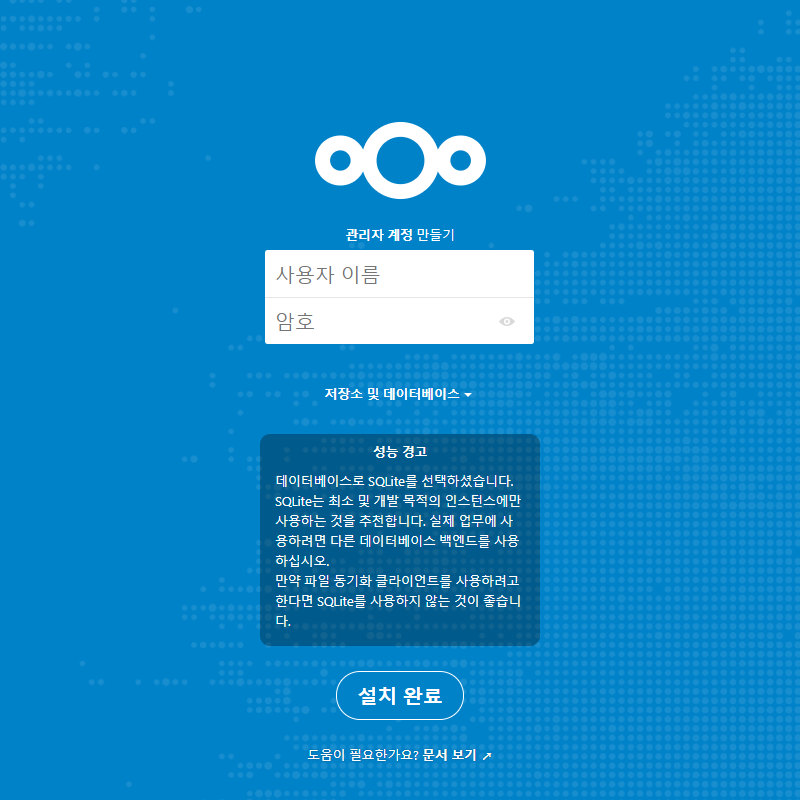 관리자 계정 만들기
사용자 이름
암호
저장소 및 데이터베이스
성능 경고
데이터베이스로 SQLite를 선택하셨습니다.
SQLite는 최소 및 개발 목적의 인스턴스에만
사용하는 것을 추천합니다. 실제 업무에 사
용하려면 다른 데이터베이스 백엔드를 사용
하십시오.
만약 파일 동기화 클라이언트를 사용하려고
한다면 SQLite를 사용하지 않는 것이 좋습니
다.
설치 완료
도움이 필요한가요? 문서 보기 ↗